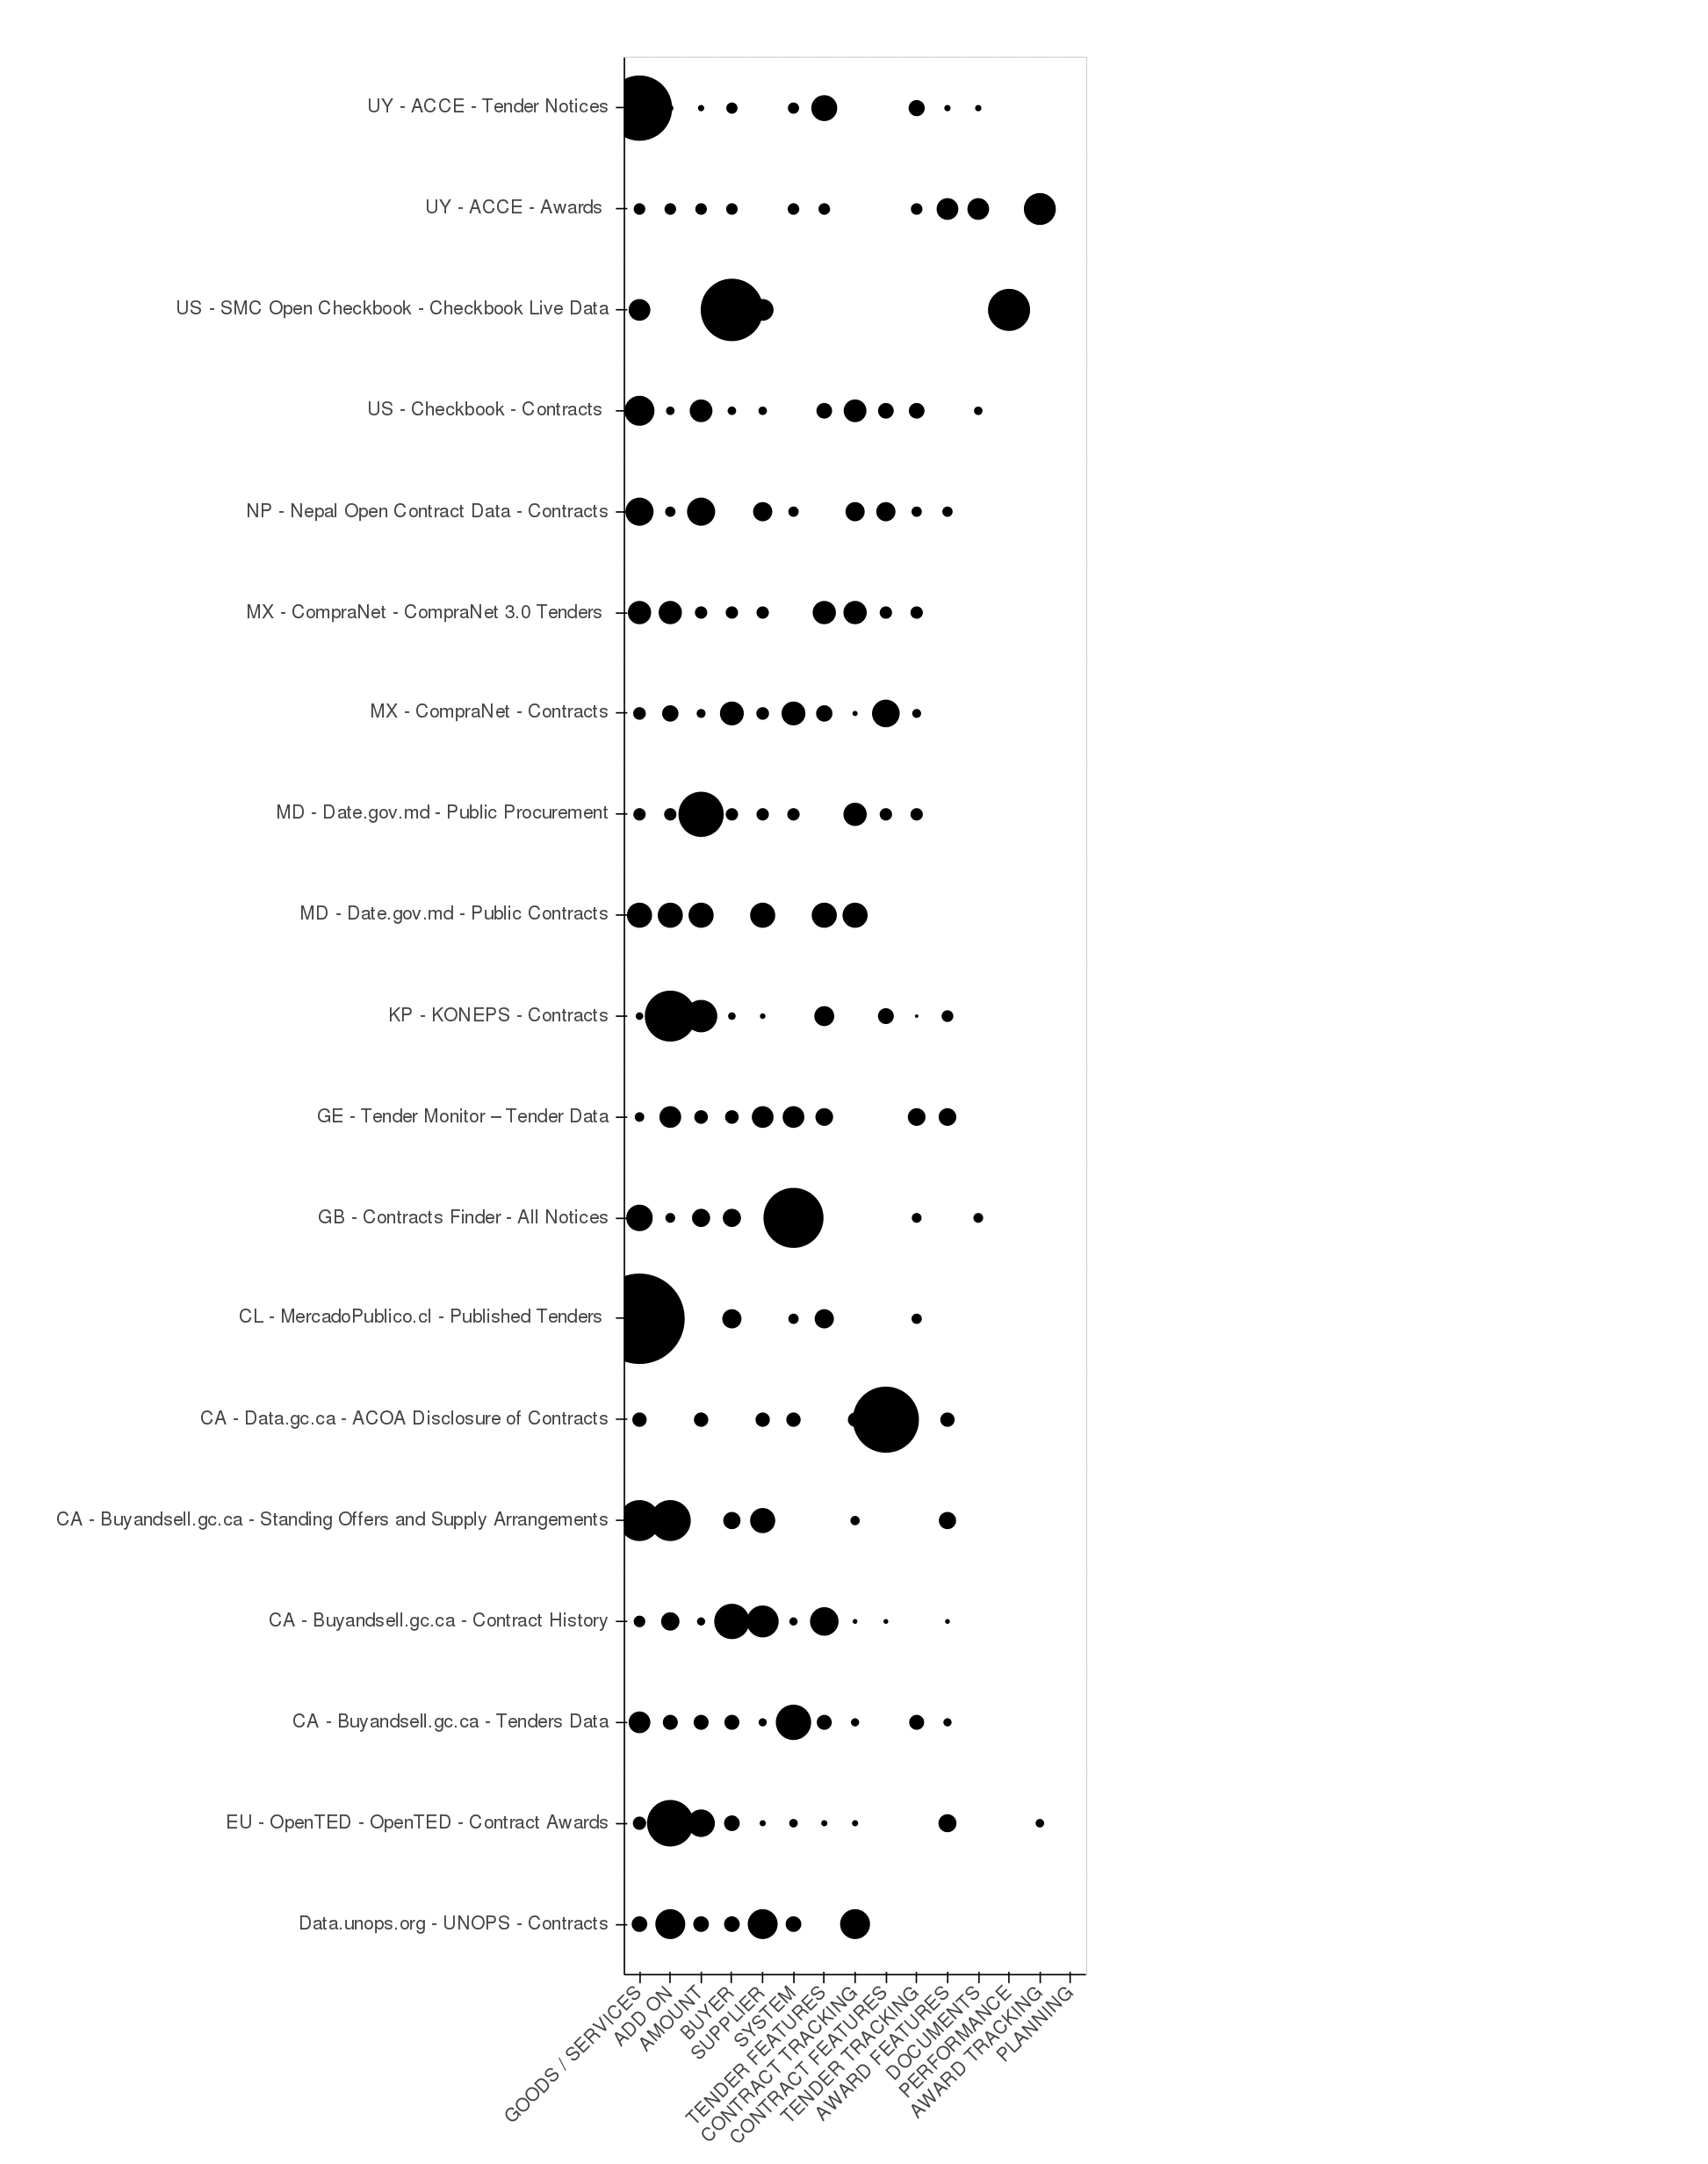 UY - ACCE - Tender Notices
UY - ACCE - Awards
US - SMC Open Checkbook - Checkbook Live Data
US - Checkbook - Contracts
NP - Nepal Open Contract Data - Contracts
MX - CompraNet - CompraNet 3.0 Tenders
MX - CompraNet - Contracts
MD - Date.gov.md - Public Procurement
MD - Date.gov.md - Public Contracts
KP - KONEPS - Contracts
GE - Tender Monitor – Tender Data
GB - Contracts Finder - All Notices
CL - MercadoPublico.cl - Published Tenders
CA - Data.gc.ca - ACOA Disclosure of Contracts
CA - Buyandsell.gc.ca - Standing Offers and Supply Arrangements
CA - Buyandsell.gc.ca - Contract History
CA - Buyandsell.gc.ca - Tenders Data
EU - OpenTED - OpenTED - Contract Awards
Data.unops.org - UNOPS - Contracts
GOODS / SERVICES
ADD ON
AMOUNT
BUYER
SUPPLIER
SYSTEM
TENDER FEATURES
CONTRACT TRACKING
CONTRACT FEATURES
TENDER TRACKING
AWARD FEATURES
DOCUMENTS
PERFORMANCE
AWARD TRACKING
PLANNING